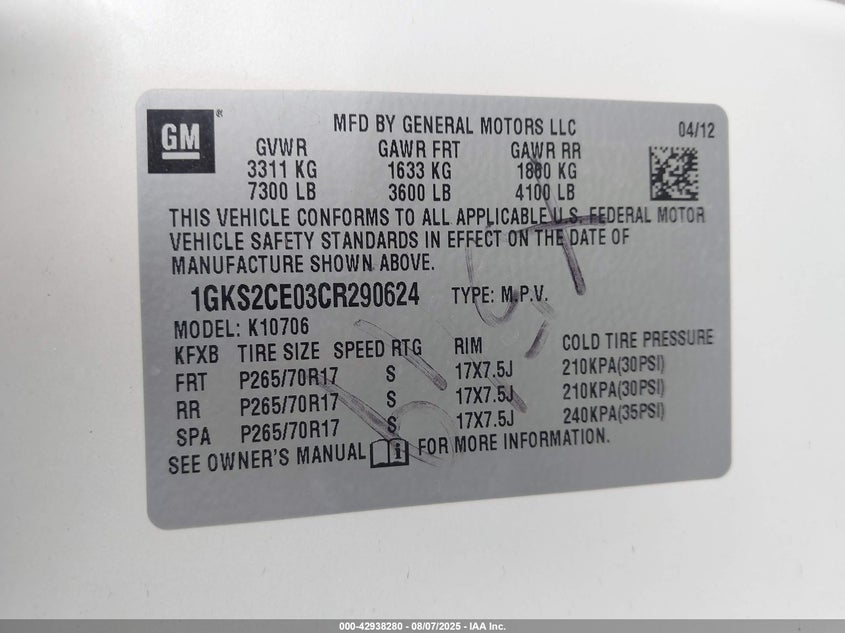 GM
MFD BY GENERAL MOTORS LLC 04/12
GVWR GAWR FRT GAWR RR
3311 KG 1633 KG 1860 KG
7300 LB 3600 LB 4100 LB
THIS VEHICLE CONFORMS TO ALL APPLICABLE U.S. FEDERAL MOTOR
VEHICLE SAFETY STANDARDS IN EFFECT ON THE DATE OF
MANUFACTURE SHOWN ABOVE.
1GKS2CE03CR290624 TYPE: M.P.V.
MODEL: K10706
KFXB TIRE SIZE SPEED RTG RIM COLD TIRE PRESSURE
FRT P265/70R17 S 17X7.5J 210KPA(30PSI)
RR P265/70R17 S 17X7.5J 210KPA(30PSI)
SPA P265/70R17 S 17X7.5J 240KPA(35PSI)
SEE OWNER'S MANUAL FOR MORE INFORMATION.
000-42938280 - 08/07/2025 - IAA Inc.